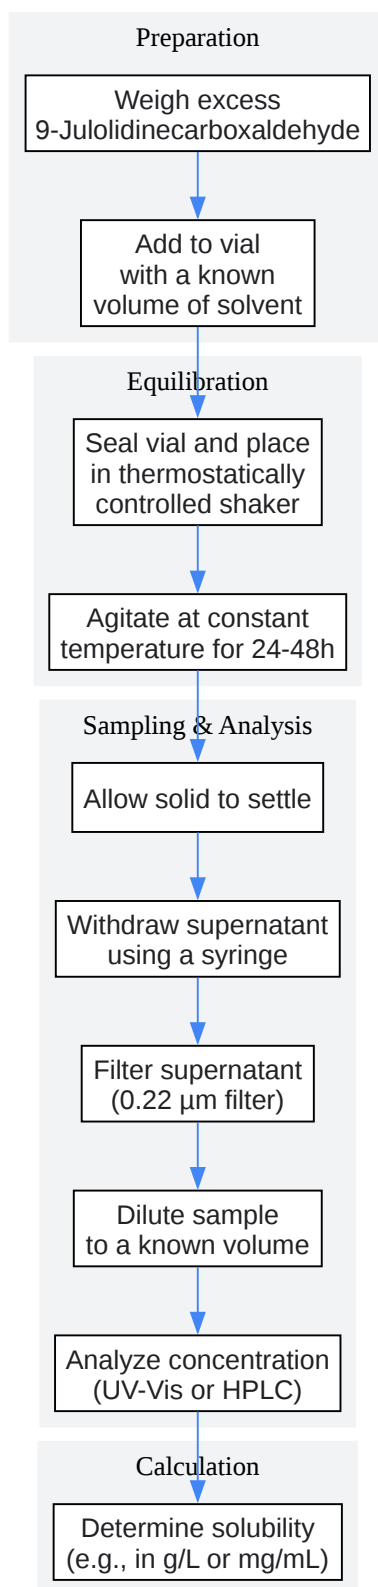 Preparation
Weigh excess
9-Julolidinecarboxaldehyde
Add to vial
with a known
volume of solvent
Equilibration
Seal vial and place
in thermostatically
controlled shaker
Agitate at constant
temperature for 24-48h
Sampling & Analysis
Allow solid to settle
Withdraw supernatant
using a syringe
Filter supernatant
(0.22 µm filter)
Dilute sample
to a known volume
Analyze concentration
(UV-Vis or HPLC)
Calculation
Determine solubility
(e.g., in g/L or mg/mL)